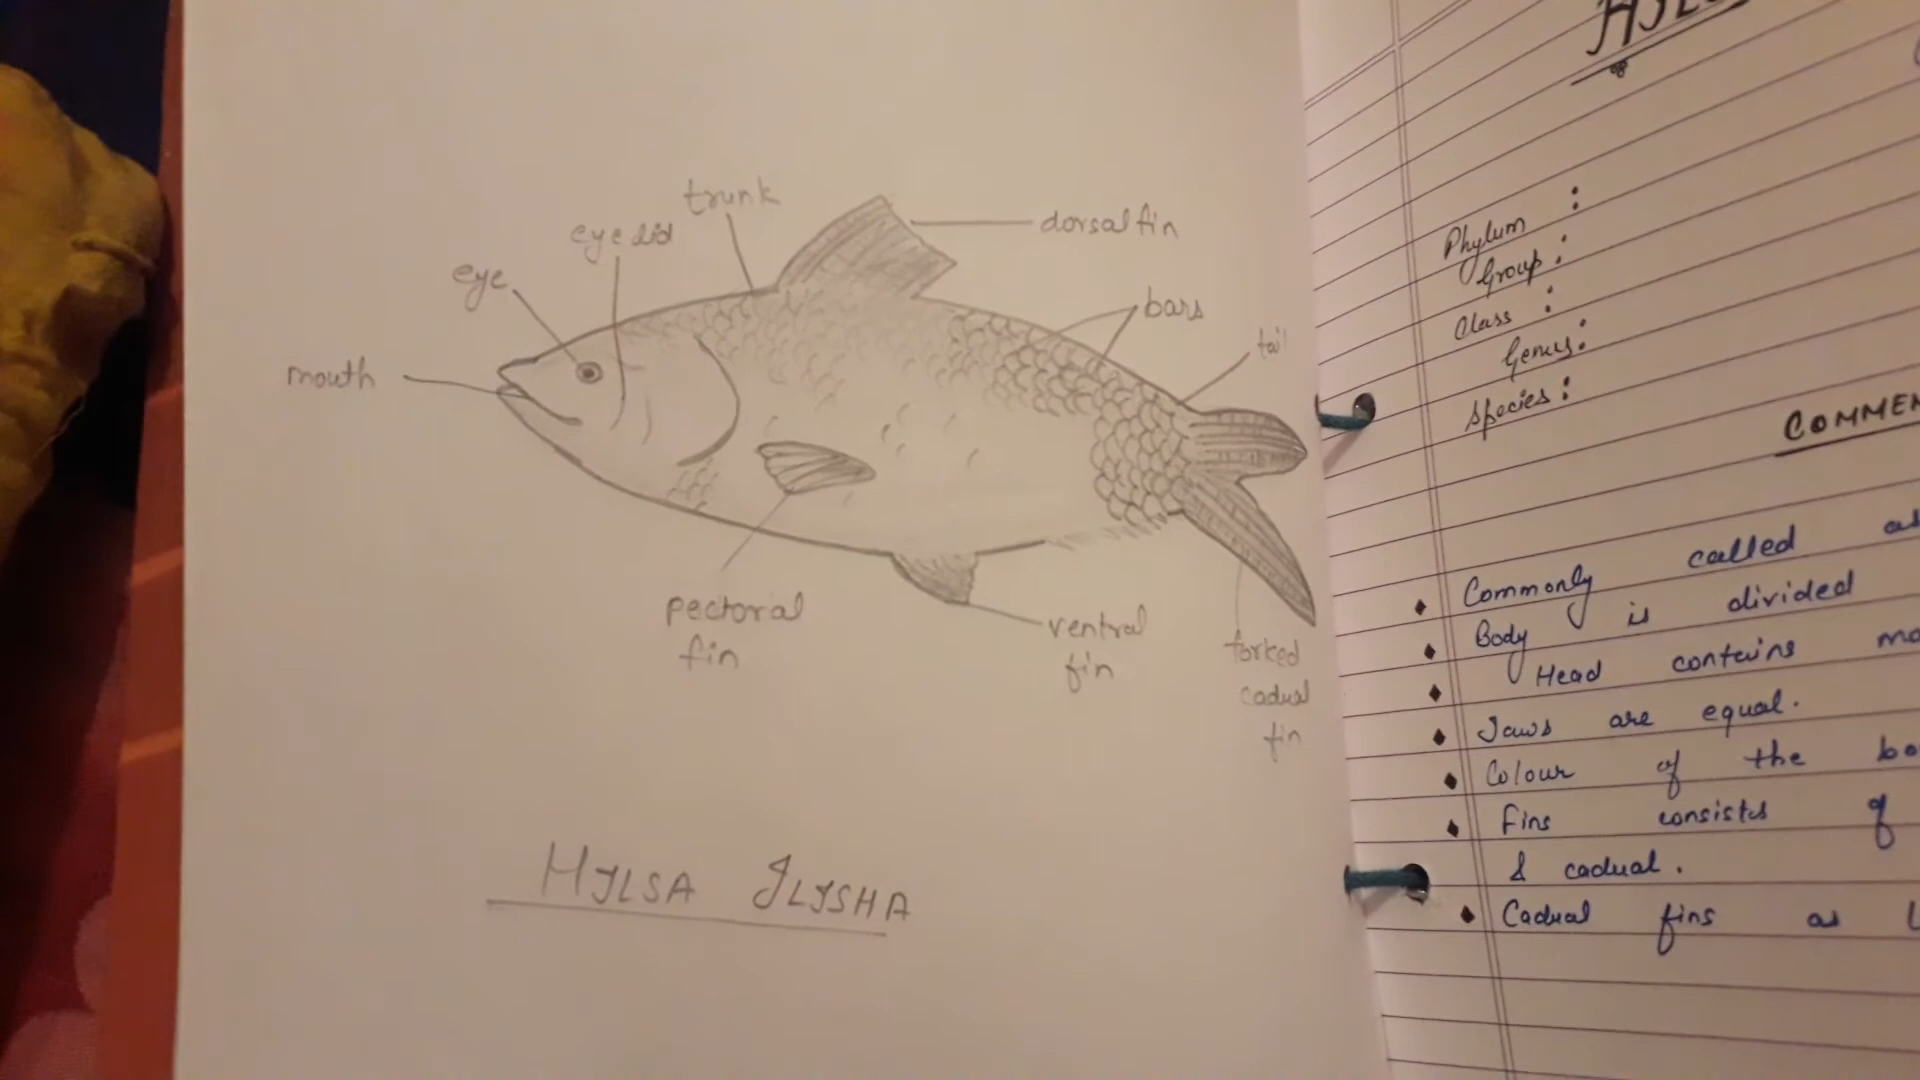 trunk
dorsal fin
eye lid
eye
bars
tail
mouth
pectorial
fin
ventral
fin
forked
cadual
fin
HILSA ILISHA
Phylum :
Group :
Class :
Genus :
Species :
Commonly called as
Body is divided
Head contains
Jaws are equal.
Colour of the
Fins consists of
& cadual.
Cadual fins as